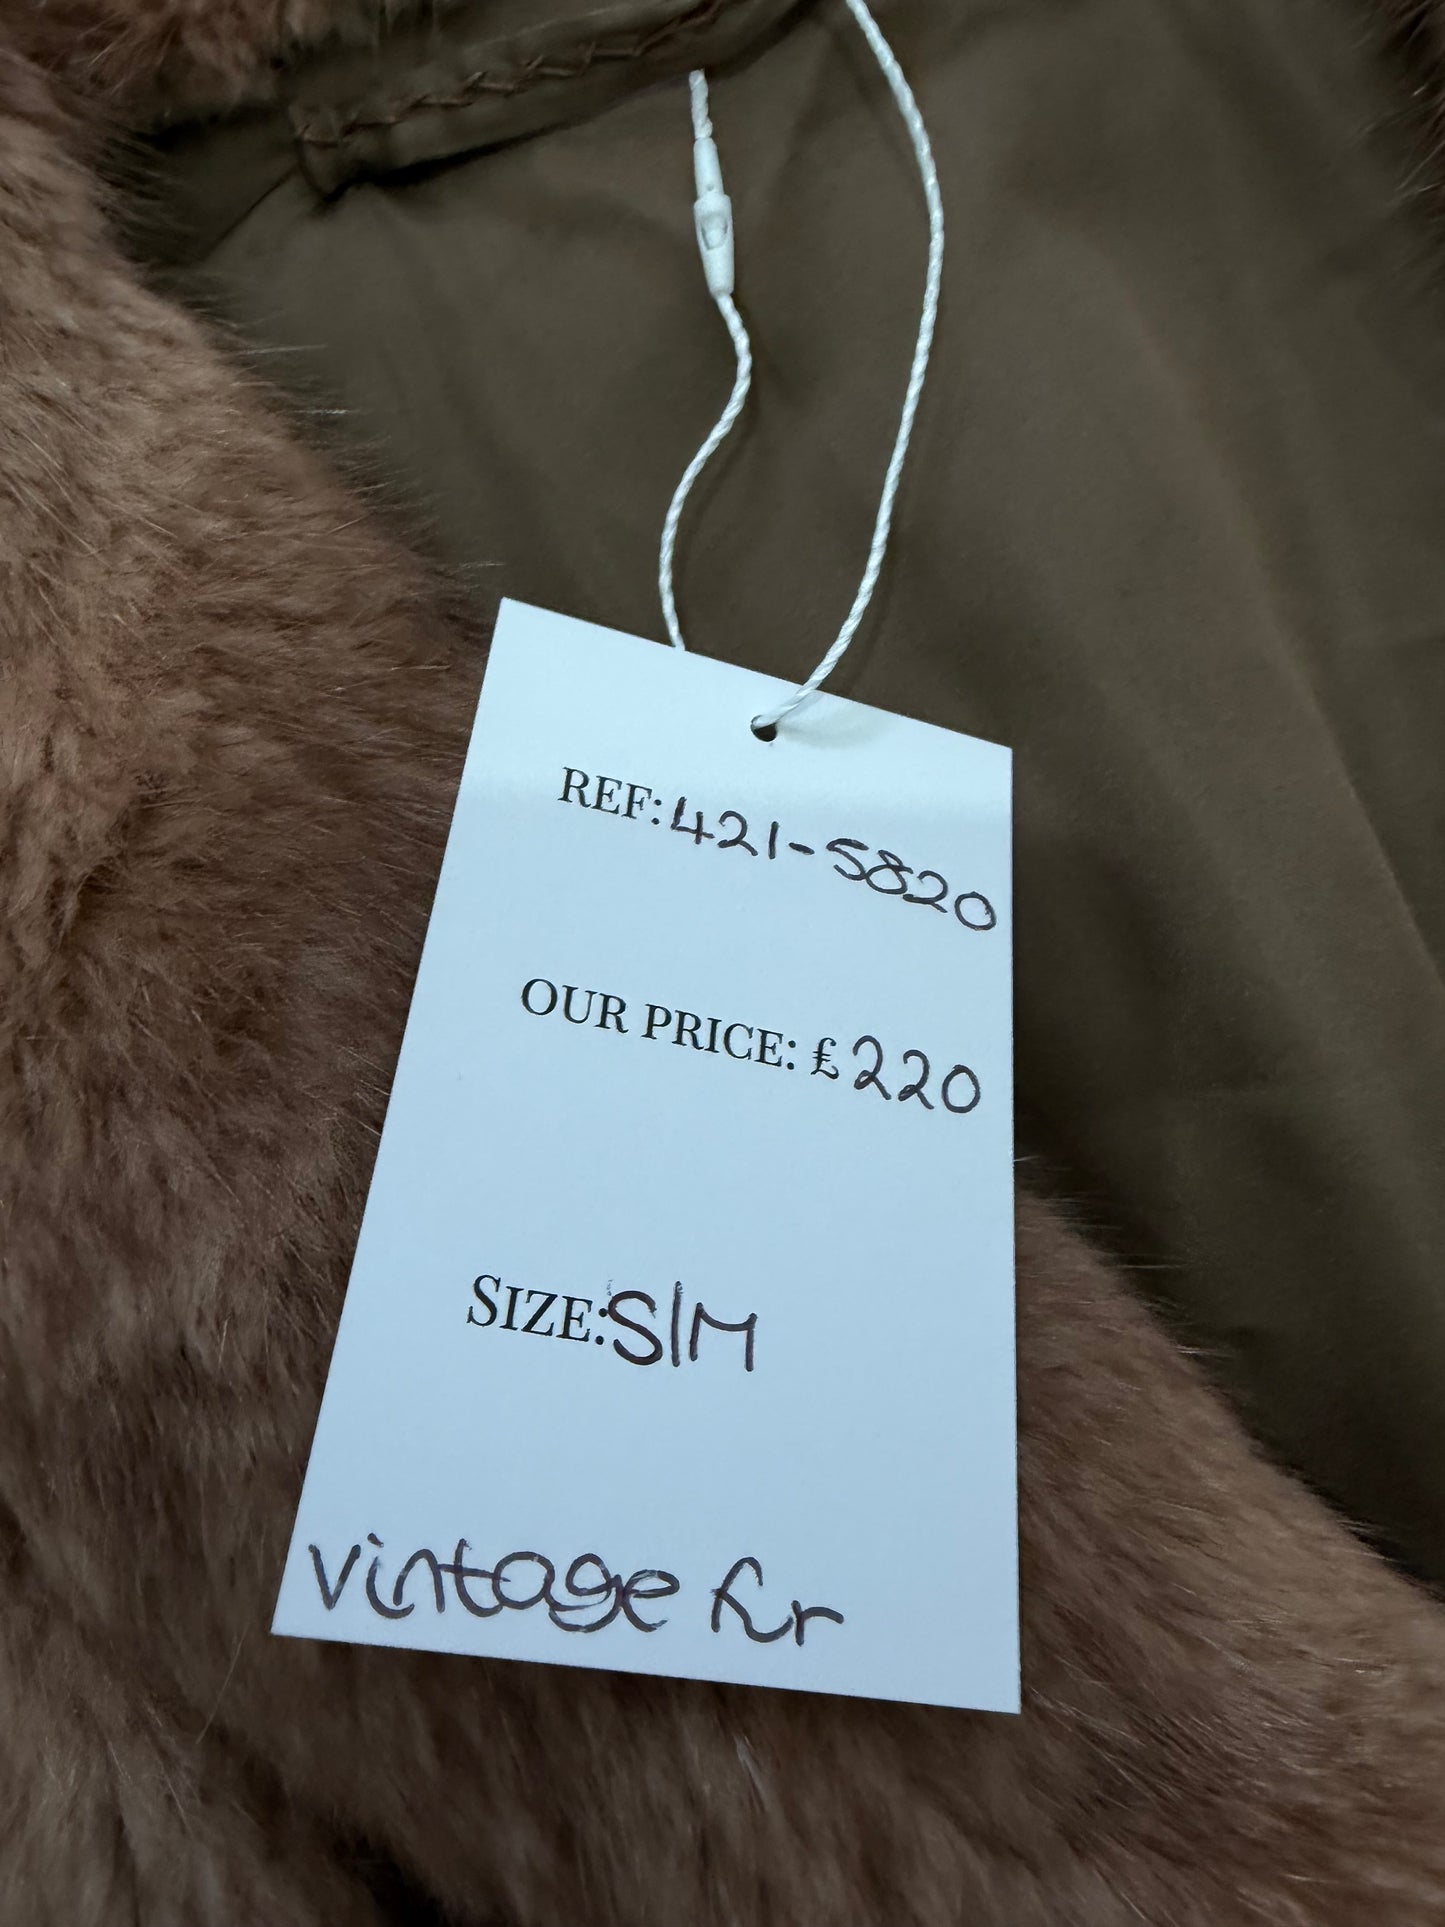 REF: 421-5820
OUR PRICE: £220
SIZE: S/M
vintage fur